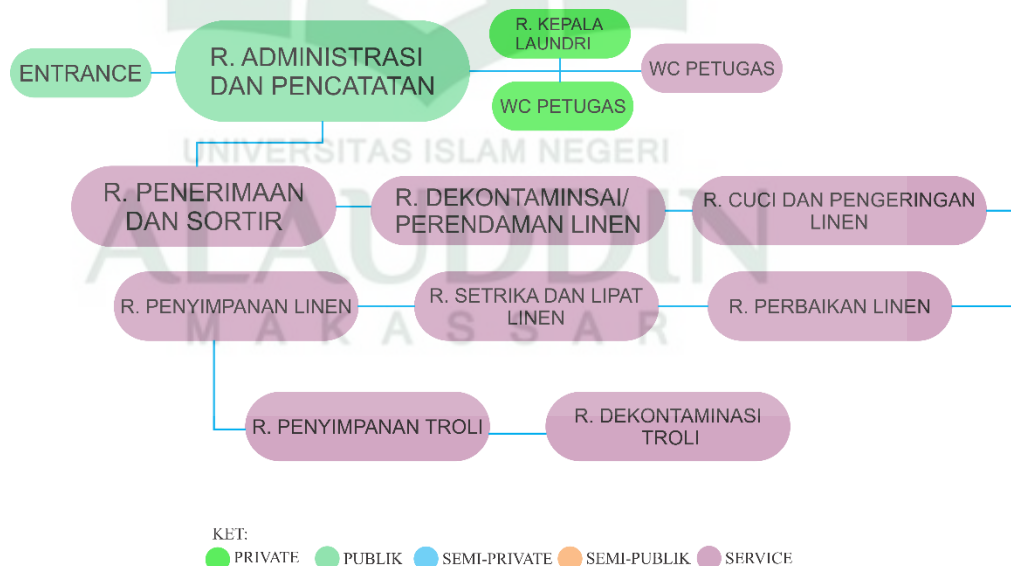 R. KEPALA
LAUNDRI
ENTRANCE
R. ADMINISTRASI
DAN PENCATATAN
WC PETUGAS
WC PETUGAS
UNIVERSITAS ISLAM NEGERI
R. PENERIMAAN
DAN SORTIR
R. DEKONTAMINSAI/
PERENDAMAN LINEN
R. CUCI DAN PENGERINGAN
LINEN
ALAUDDIN
R. PENYIMPANAN LINEN
R. SETRIKA DAN LIPAT
LINEN
R. PERBAIKAN LINEN
MAKASSAR
R. PENYIMPANAN TROLI
R. DEKONTAMINASI
TROLI
KET:
PRIVATE PUBLIK SEMI-PRIVATE SEMI-PUBLIK SERVICE